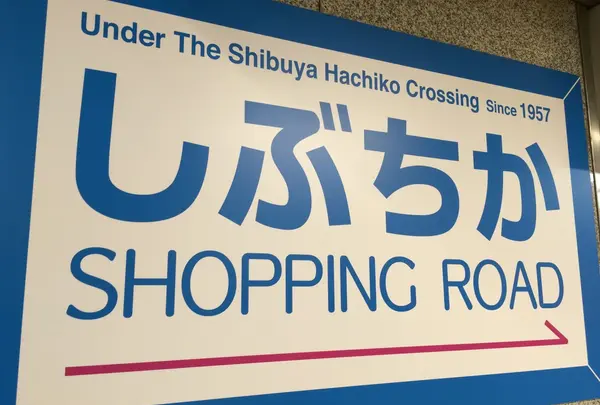 Under The Shibuya Hachiko Crossing Since 1957
しぶちか
SHOPPING ROAD